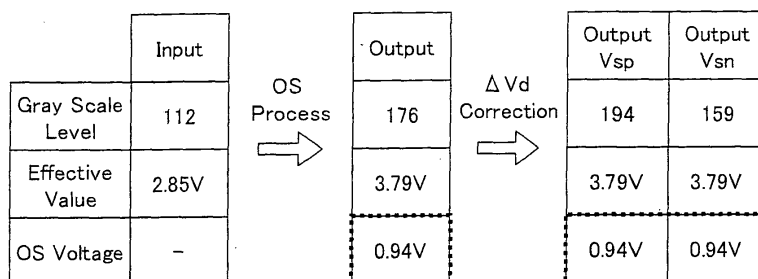 Input
Output
Output Vsp
Output Vsn
OS Process
Δ Vd Correction
Gray Scale Level
112
176
194
159
Effective Value
2.85V
3.79V
3.79V
3.79V
OS Voltage
-
0.94V
0.94V
0.94V